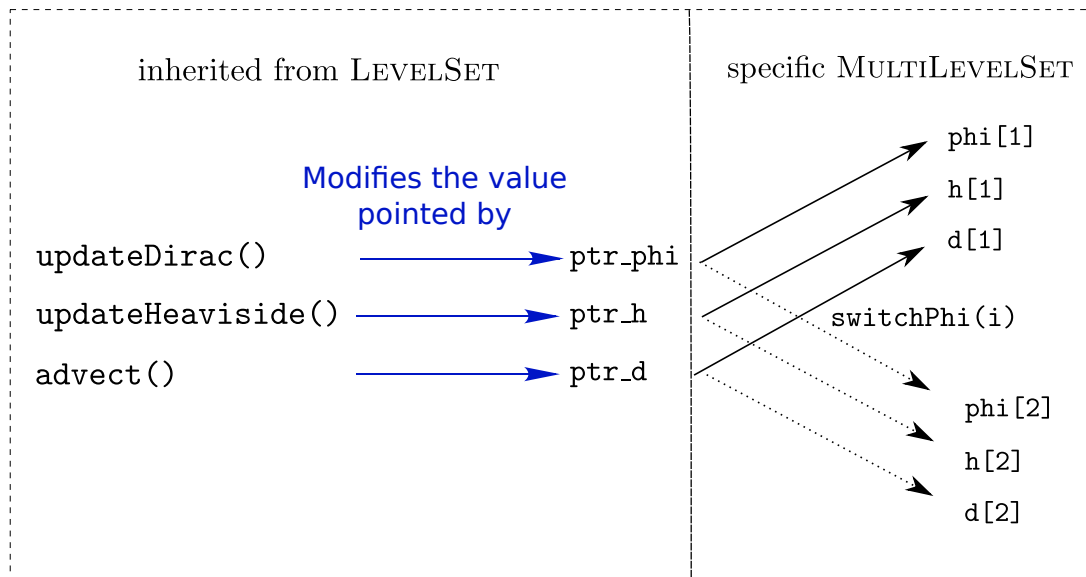 inherited from LEVELSET
specific MULTILEVELSET
Modifies the value
pointed by
updateDirac()
updateHeaviside()
advect()
ptr_phi
ptr_h
ptr_d
phi[1]
h[1]
d[1]
switchPhi(i)
phi[2]
h[2]
d[2]